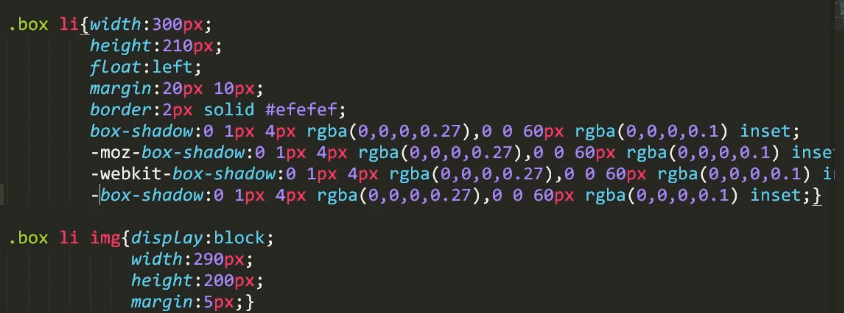 .box li{width:300px;
height:210px;
float:left;
margin:20px 10px;
border:2px solid #efefef;
box-shadow:0 1px 4px rgba(0,0,0,0.27),0 0 60px rgba(0,0,0,0.1) inset;
-moz-box-shadow:0 1px 4px rgba(0,0,0,0.27),0 0 60px rgba(0,0,0,0.1) inse
-webkit-box-shadow:0 1px 4px rgba(0,0,0,0.27),0 0 60px rgba(0,0,0,0.1) i
-box-shadow:0 1px 4px rgba(0,0,0,0.27),0 0 60px rgba(0,0,0,0.1) inset;}
.box li img{display:block;
width:290px;
height:200px;
margin:5px;}